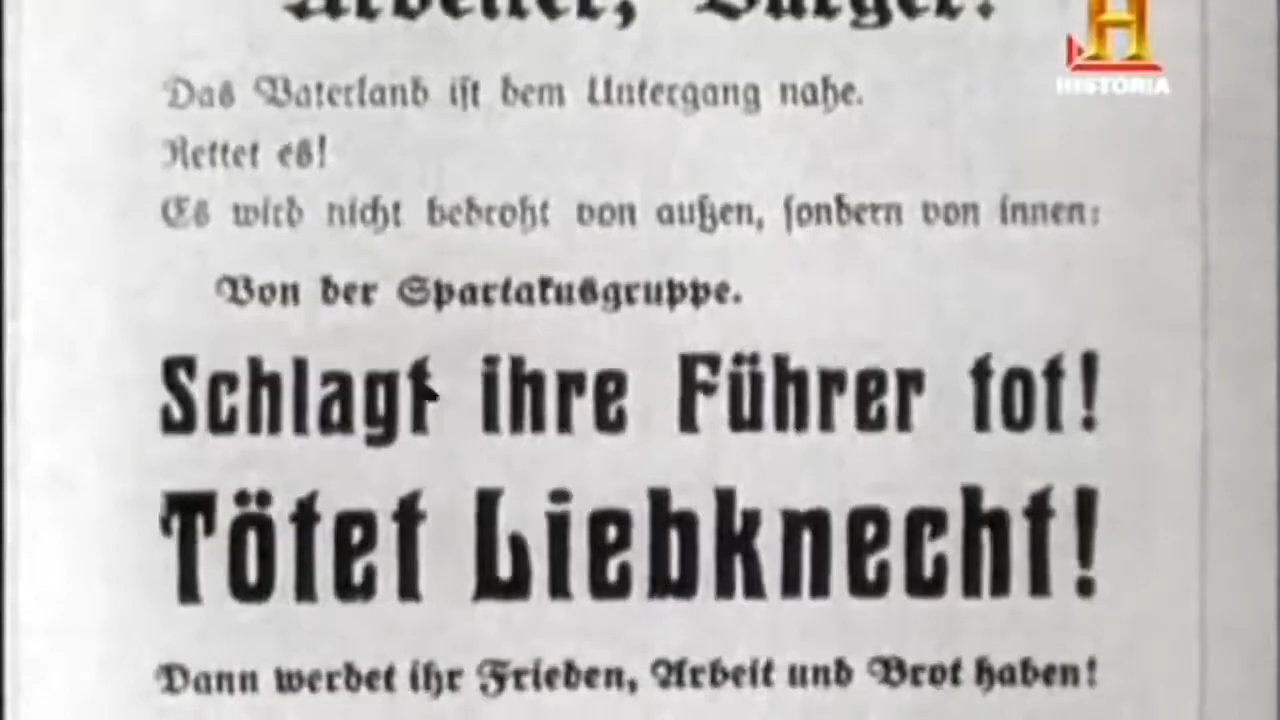 Arbeiter, Bürger!
H
HISTORIA
Das Vaterland ist dem Untergang nahe.
Rettet es!
Es wird nicht bedroht von außen, sondern von innen:
Von der Spartakusgruppe.
Schlagt ihre Führer tot!
Tötet Liebknecht!
Dann werdet ihr Frieden, Arbeit und Brot haben!